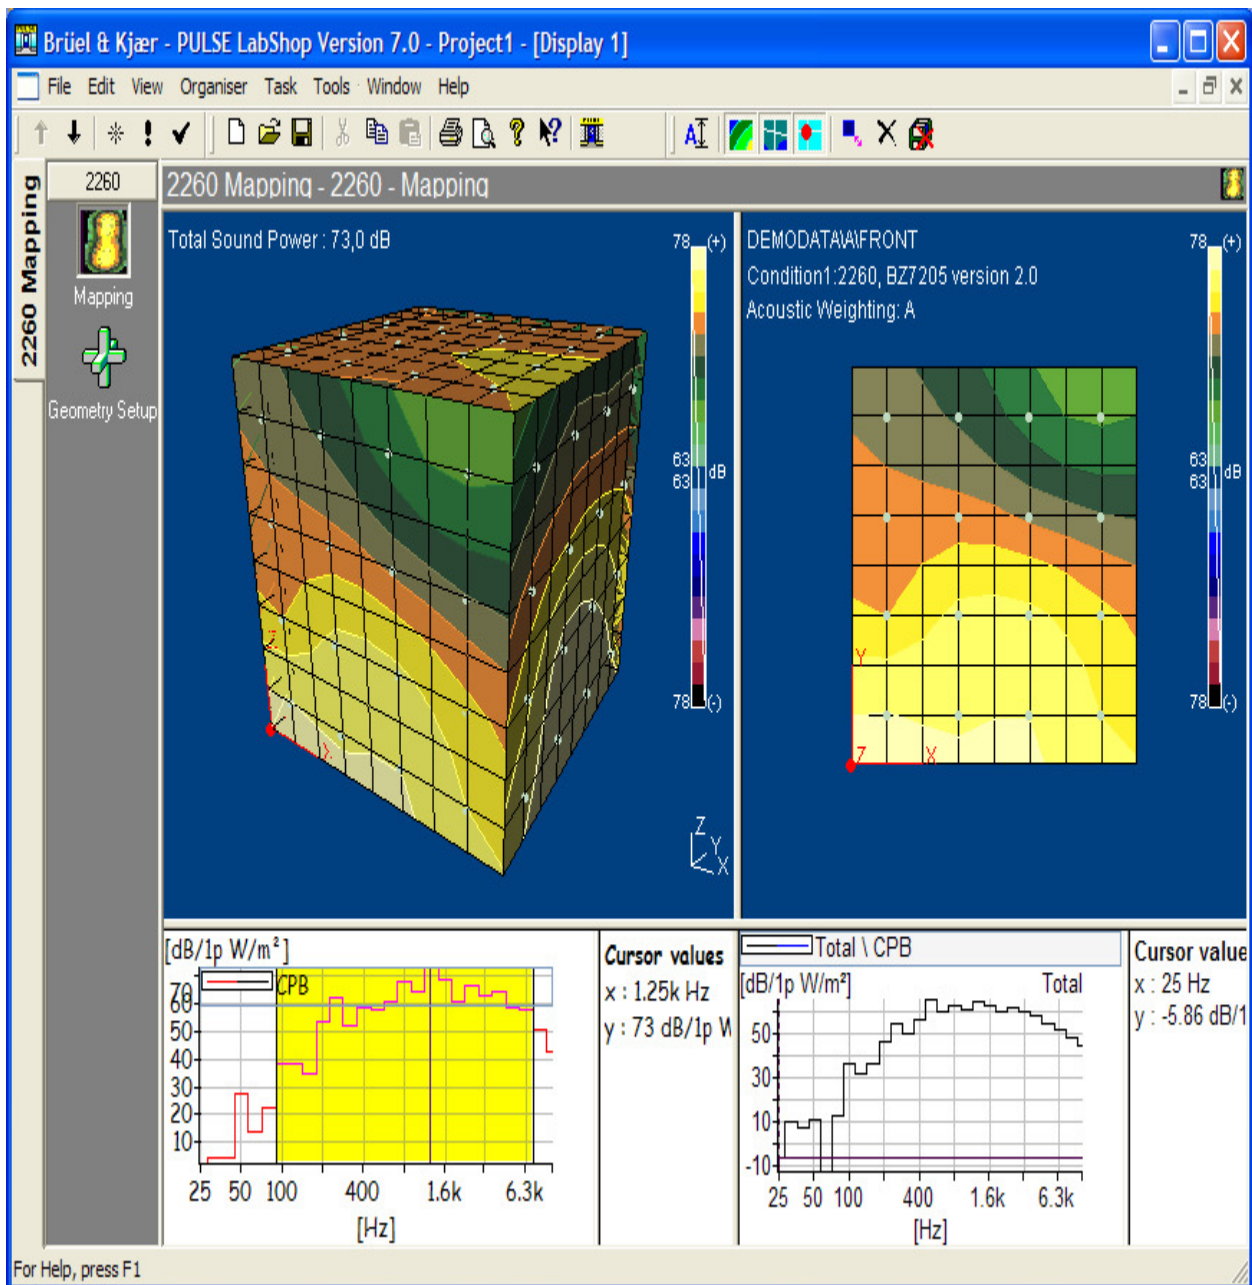 Brüel & Kjær - PULSE LabShop Version 7.0 - Project1 - [Display 1]
File Edit View Organiser Task Tools Window Help
2260 Mapping
2260
Mapping
Geometry Setup
2260 Mapping - 2260 - Mapping
Total Sound Power : 73,0 dB
78 (+)
63
63 dB
78 (-)
Z
X
Z
Y
X
DEMODATA\A\FRONT
Condition1:2260, BZ7205 version 2.0
Acoustic Weighting: A
78 (+)
63
63 dB
78 (-)
Y
Z X
[dB/1p W/m²]
CPB
70
60
50
40
30
20
10
25 50 100 400 1.6k 6.3k
[Hz]
Cursor values
x : 1.25k Hz
y : 73 dB/1p W
Total \ CPB
[dB/1p W/m²] Total
50
30
10
-10
25 50 100 400 1.6k 6.3k
[Hz]
Cursor value
x : 25 Hz
y : -5.86 dB/1
For Help, press F1